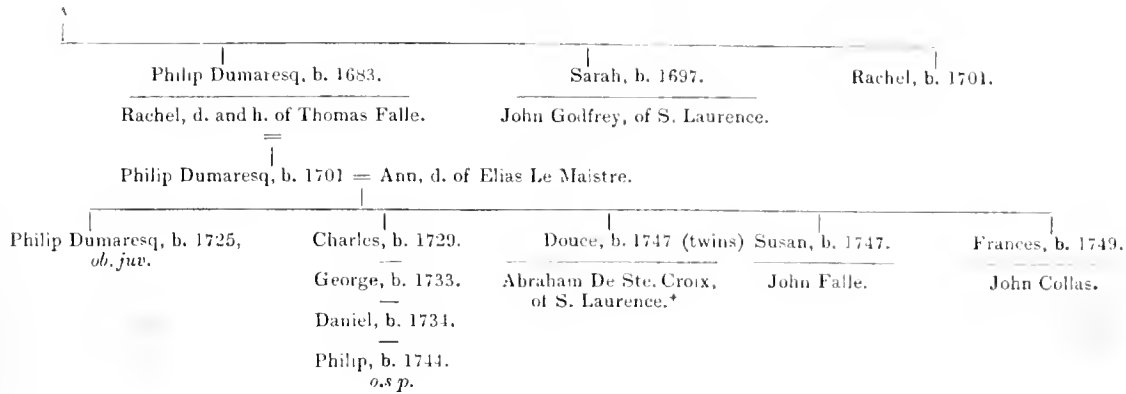 Philip Dumaresq, b. 1683. Sarah, b. 1697. Rachel, b. 1701.
Rachel, d. and h. of Thomas Falle. John Godfrey, of S. Laurence.
=
Philip Dumaresq, b. 1701 = Ann, d. of Elias Le Maistre.
Philip Dumaresq, b. 1725, Charles, b. 1729. Douce, b. 1747 (twins) Susan, b. 1747. Frances, b. 1749.
ob. juv. George, b. 1733. Abraham De Ste. Croix, John Falle. John Collas.
of S. Laurence.*
Daniel, b. 1734.
Philip, b. 1744.
o.s p.